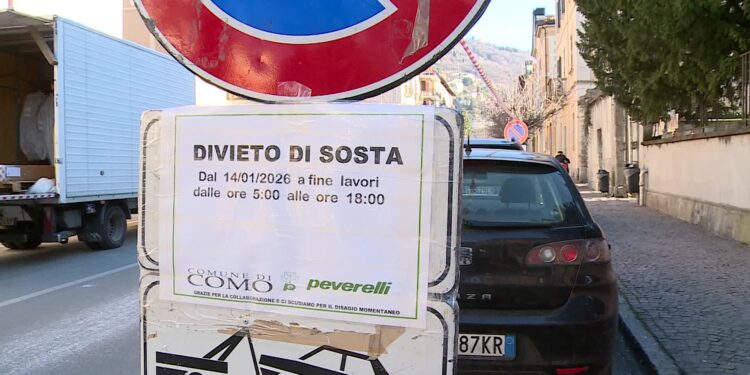 DIVIETO DI SOSTA
Dal 14/01/2026 a fine lavori
dalle ore 5:00 alle ore 18:00
COMUNE DI
COMO
peverelli
GRAZIE PER LA COLLABORAZIONE E CI SCUSIAMO PER IL DISAGIO MOMENTANEO
87KR